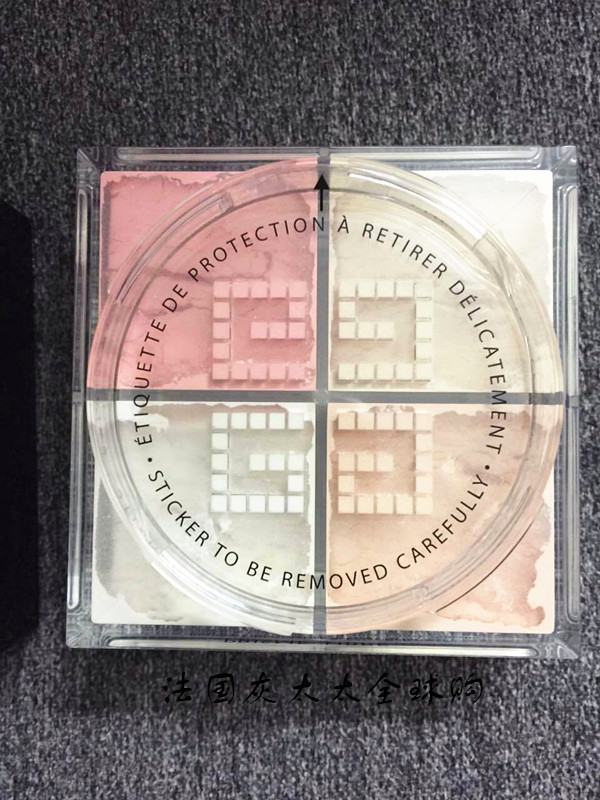 ÉTIQUETTE DE PROTECTION À RETIRER DÉLICATEMENT
• STICKER TO BE REMOVED CAREFULLY •
法国灰太太全球购